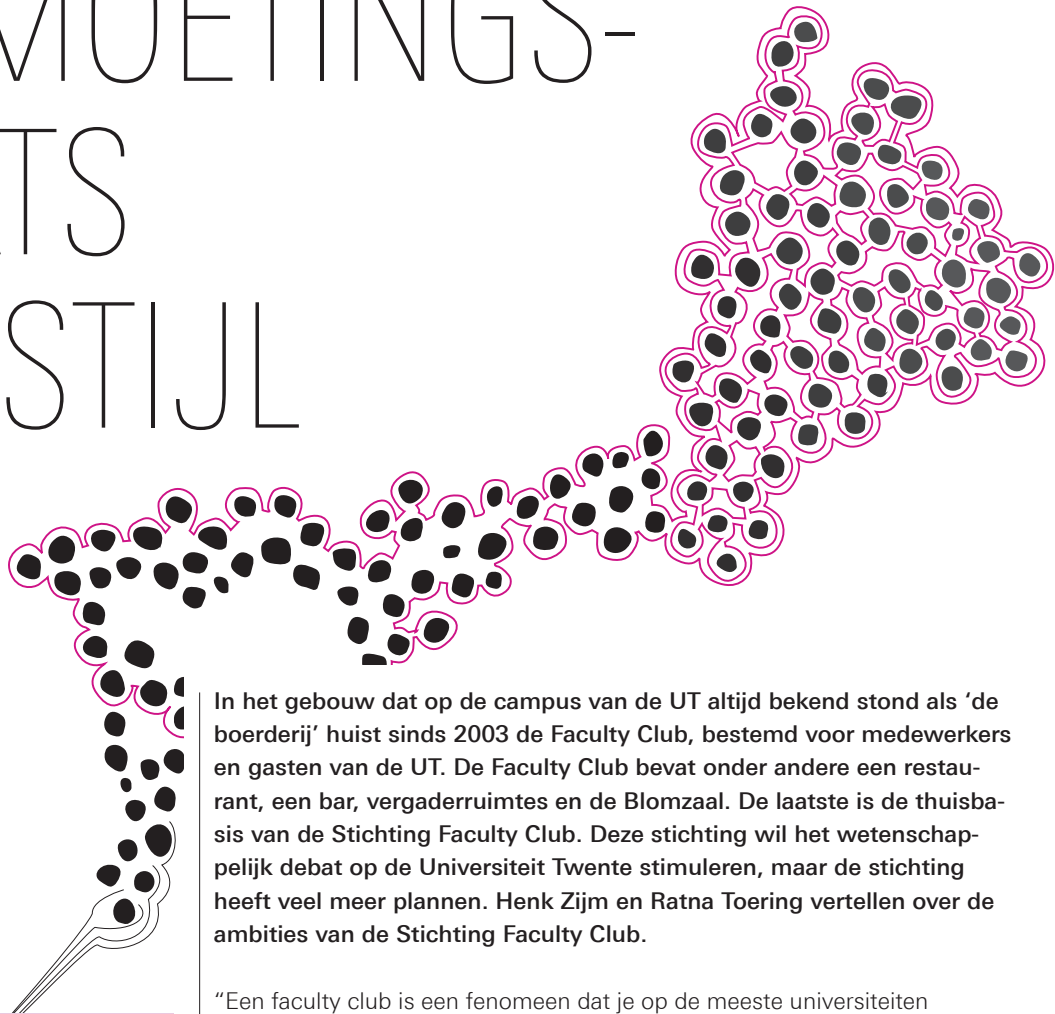 MOETINGS-
TS
STIJL
In het gebouw dat op de campus van de UT altijd bekend stond als ‘de
boerderij’ huist sinds 2003 de Faculty Club, bestemd voor medewerkers
en gasten van de UT. De Faculty Club bevat onder andere een restau-
rant, een bar, vergaderruimtes en de Blomzaal. De laatste is de thuisba-
sis van de Stichting Faculty Club. Deze stichting wil het wetenschap-
pelijk debat op de Universiteit Twente stimuleren, maar de stichting
heeft veel meer plannen. Henk Zijm en Ratna Toering vertellen over de
ambities van de Stichting Faculty Club.
“Een faculty club is een fenomeen dat je op de meeste universiteiten